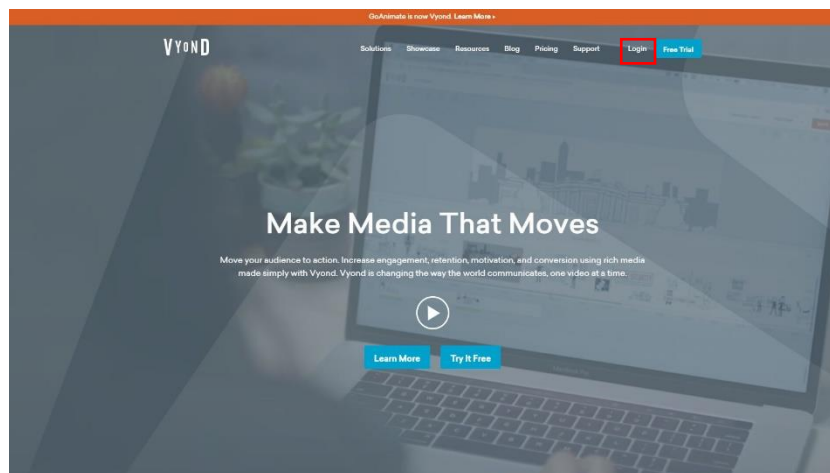 GoAnimate is now Vyond. Learn More ›
VYOND
Solutions Showcase Resources Blog Pricing Support Login Free Trial
Make Media That Moves
Move your audience to action. Increase engagement, retention, motivation, and conversion using rich media
made simply with Vyond. Vyond is changing the way the world communicates, one video at a time.
Learn More Try It Free